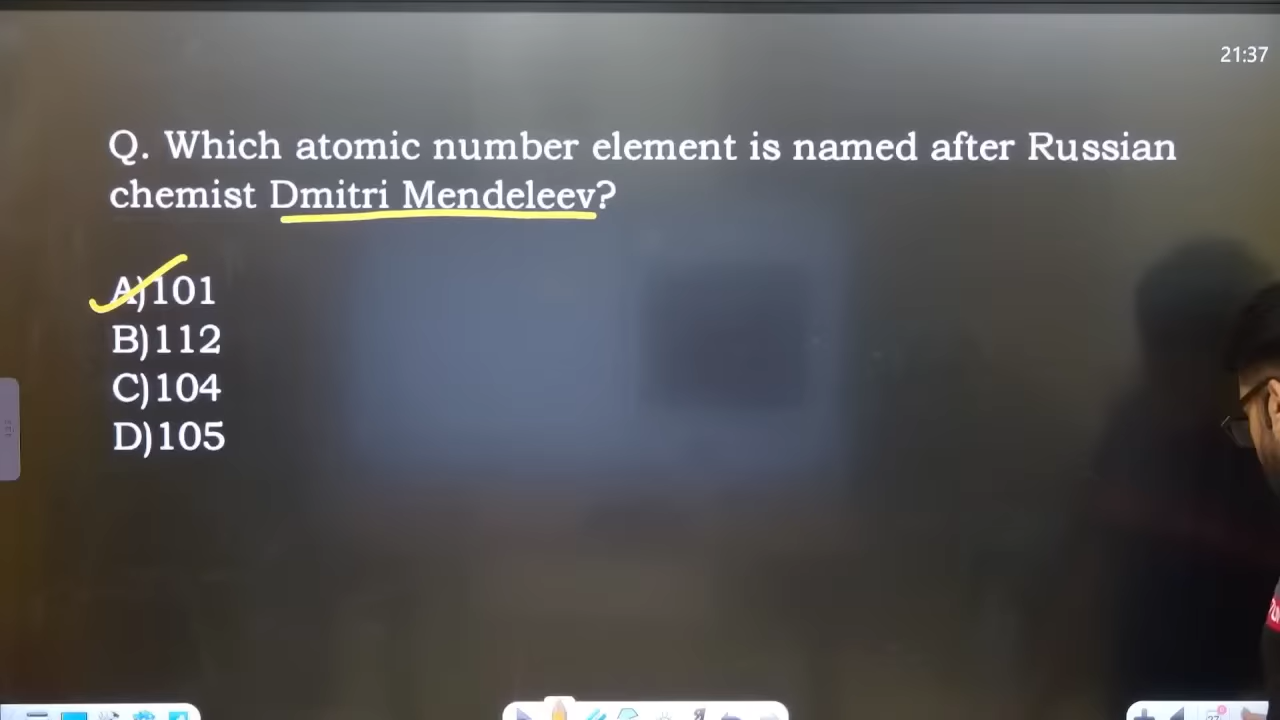 21:37
Q. Which atomic number element is named after Russian
chemist Dmitri Mendeleev?
A)101
B)112
C)104
D)105